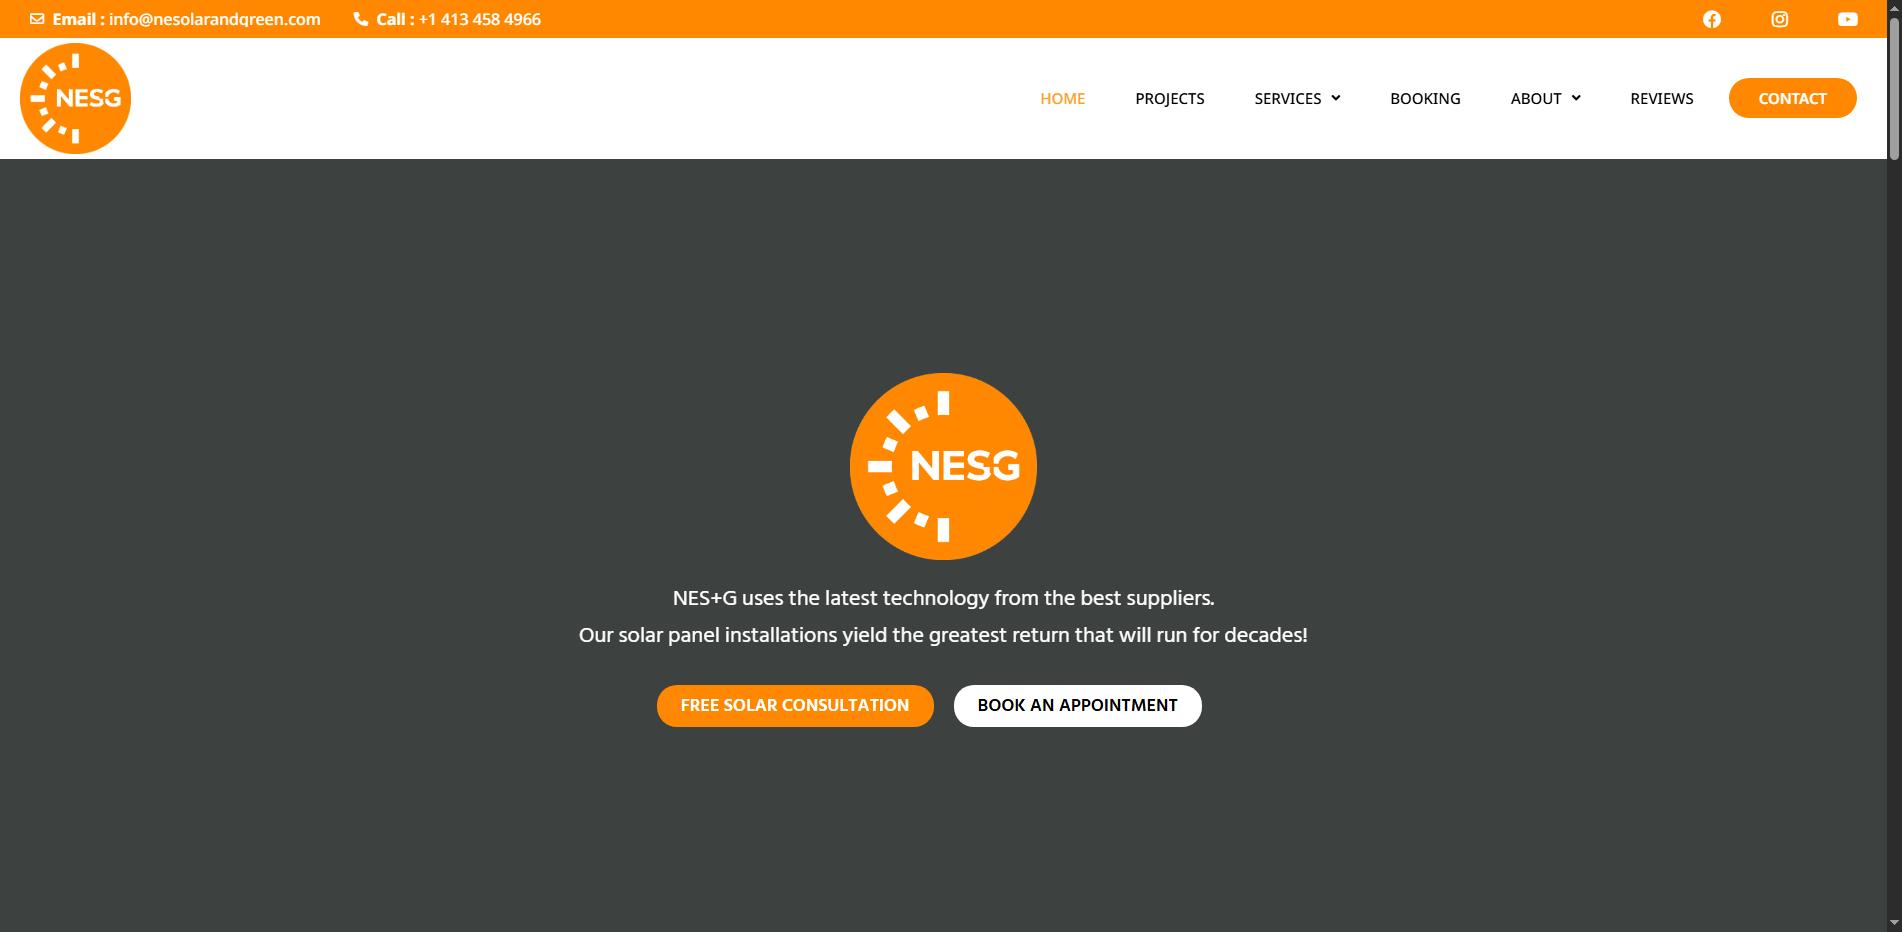 Email : info@nesolarandgreen.com
Call : +1 413 458 4966
NESG
HOME
PROJECTS
SERVICES
BOOKING
ABOUT
REVIEWS
CONTACT
NESG
NES+G uses the latest technology from the best suppliers.
Our solar panel installations yield the greatest return that will run for decades!
FREE SOLAR CONSULTATION
BOOK AN APPOINTMENT